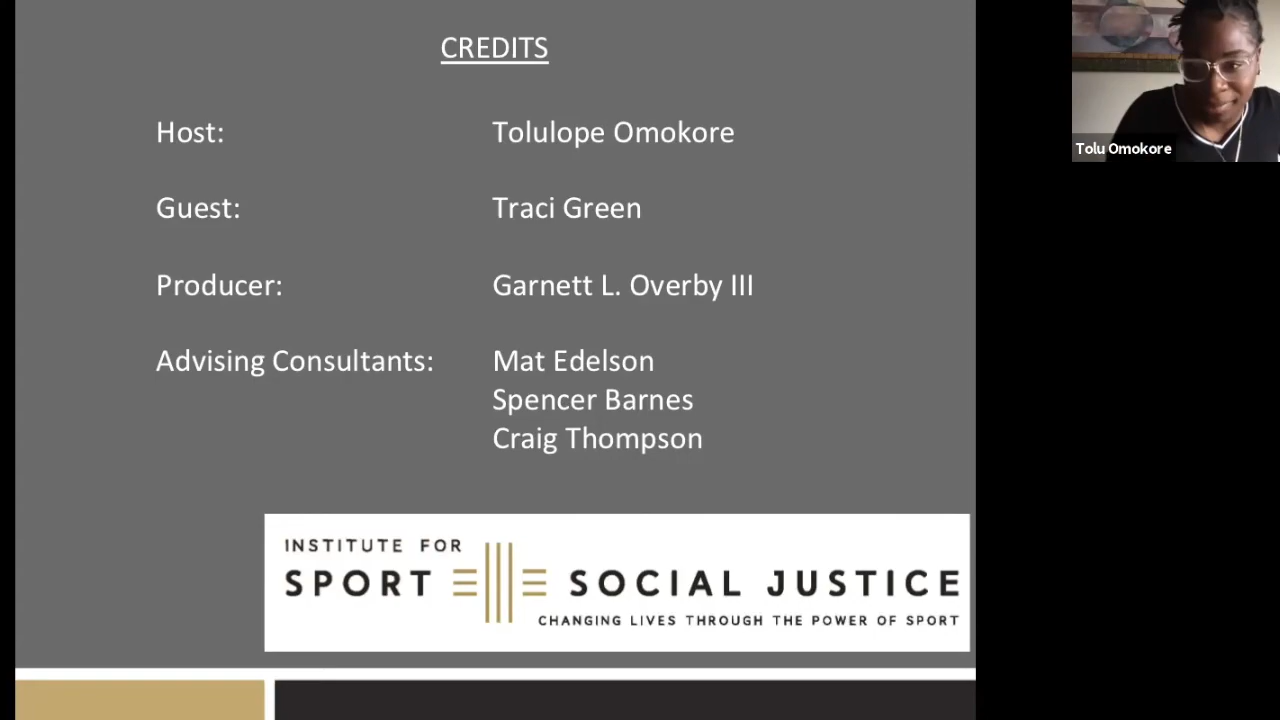 CREDITS
Host: Tolulope Omokore
Guest: Traci Green
Producer: Garnett L. Overby III
Advising Consultants: Mat Edelson
Spencer Barnes
Craig Thompson
INSTITUTE FOR
SPORT SOCIAL JUSTICE
CHANGING LIVES THROUGH THE POWER OF SPORT
Tolu Omokore